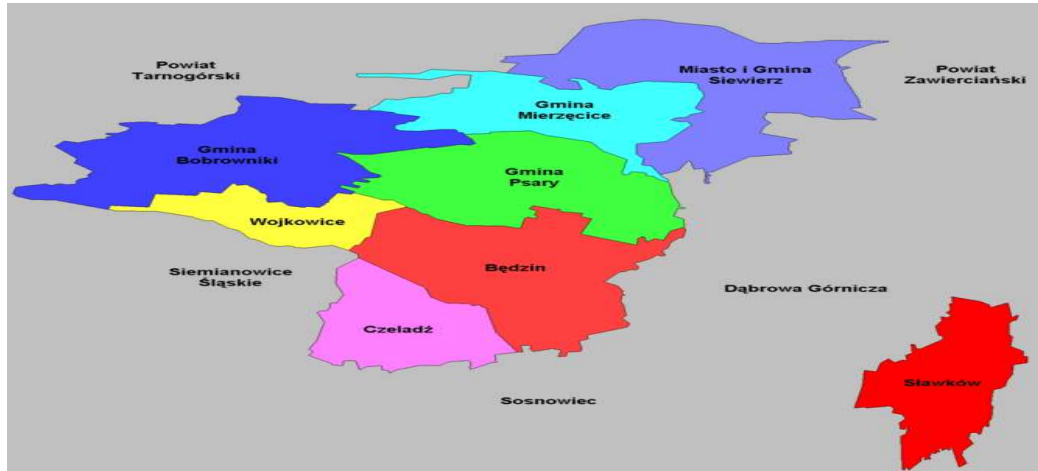 Powiat
Tarnogórski
Miasto i Gmina
Siewierz
Powiat
Zawierciański
Gmina
Mierzęcice
Gmina
Bobrowniki
Gmina
Psary
Wojkowice
Siemianowice
Śląskie
Będzin
Dąbrowa Górnicza
Czeladź
Sławków
Sosnowiec